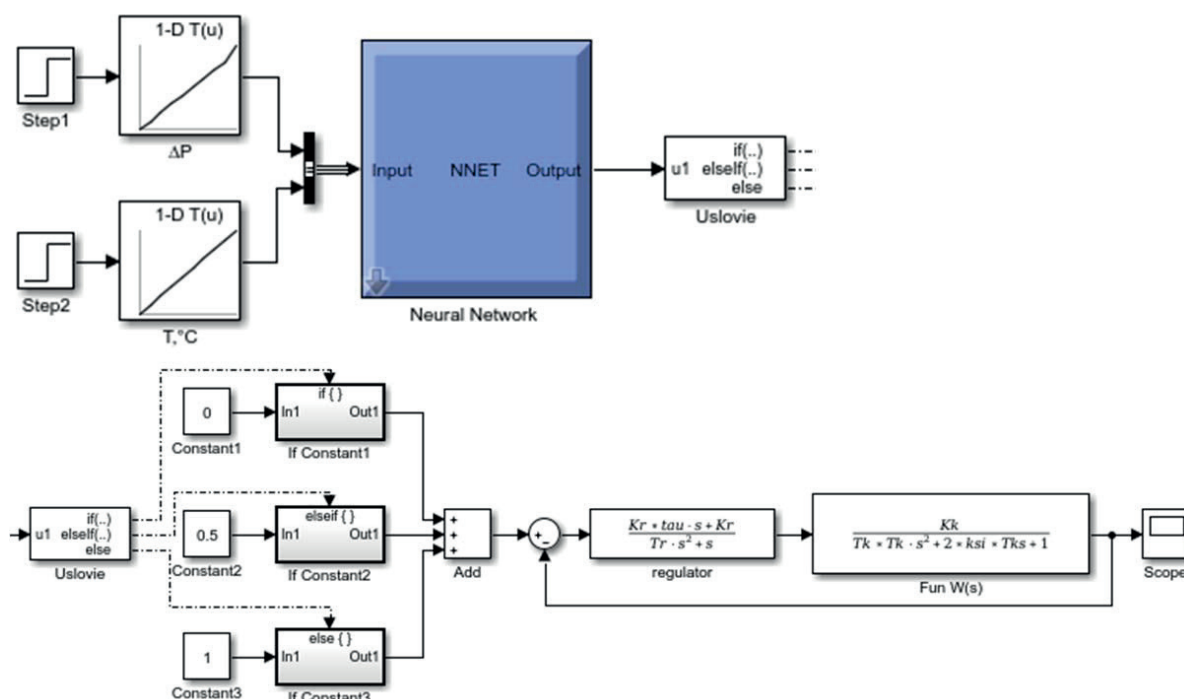 1-D T(u)
Step1
ΔP
1-D T(u)
Step2
T,°C
Input NNET Output
Neural Network
u1
if(..)
elseIf(..)
else
Uslovie
0
Constant1
if { }
In1 Out1
If Constant1
u1
if(..)
elseIf(..)
else
Uslovie
0.5
Constant2
elseif { }
In1 Out1
If Constant2
1
Constant3
else { }
In1 Out1
If Constant3
+
+
+
Add
+
−
Kr * tau · s + Kr
Tr · s² + s
regulator
Kk
Tk * Tk · s² + 2 * ksi * Tks + 1
Fun W(s)
Scope